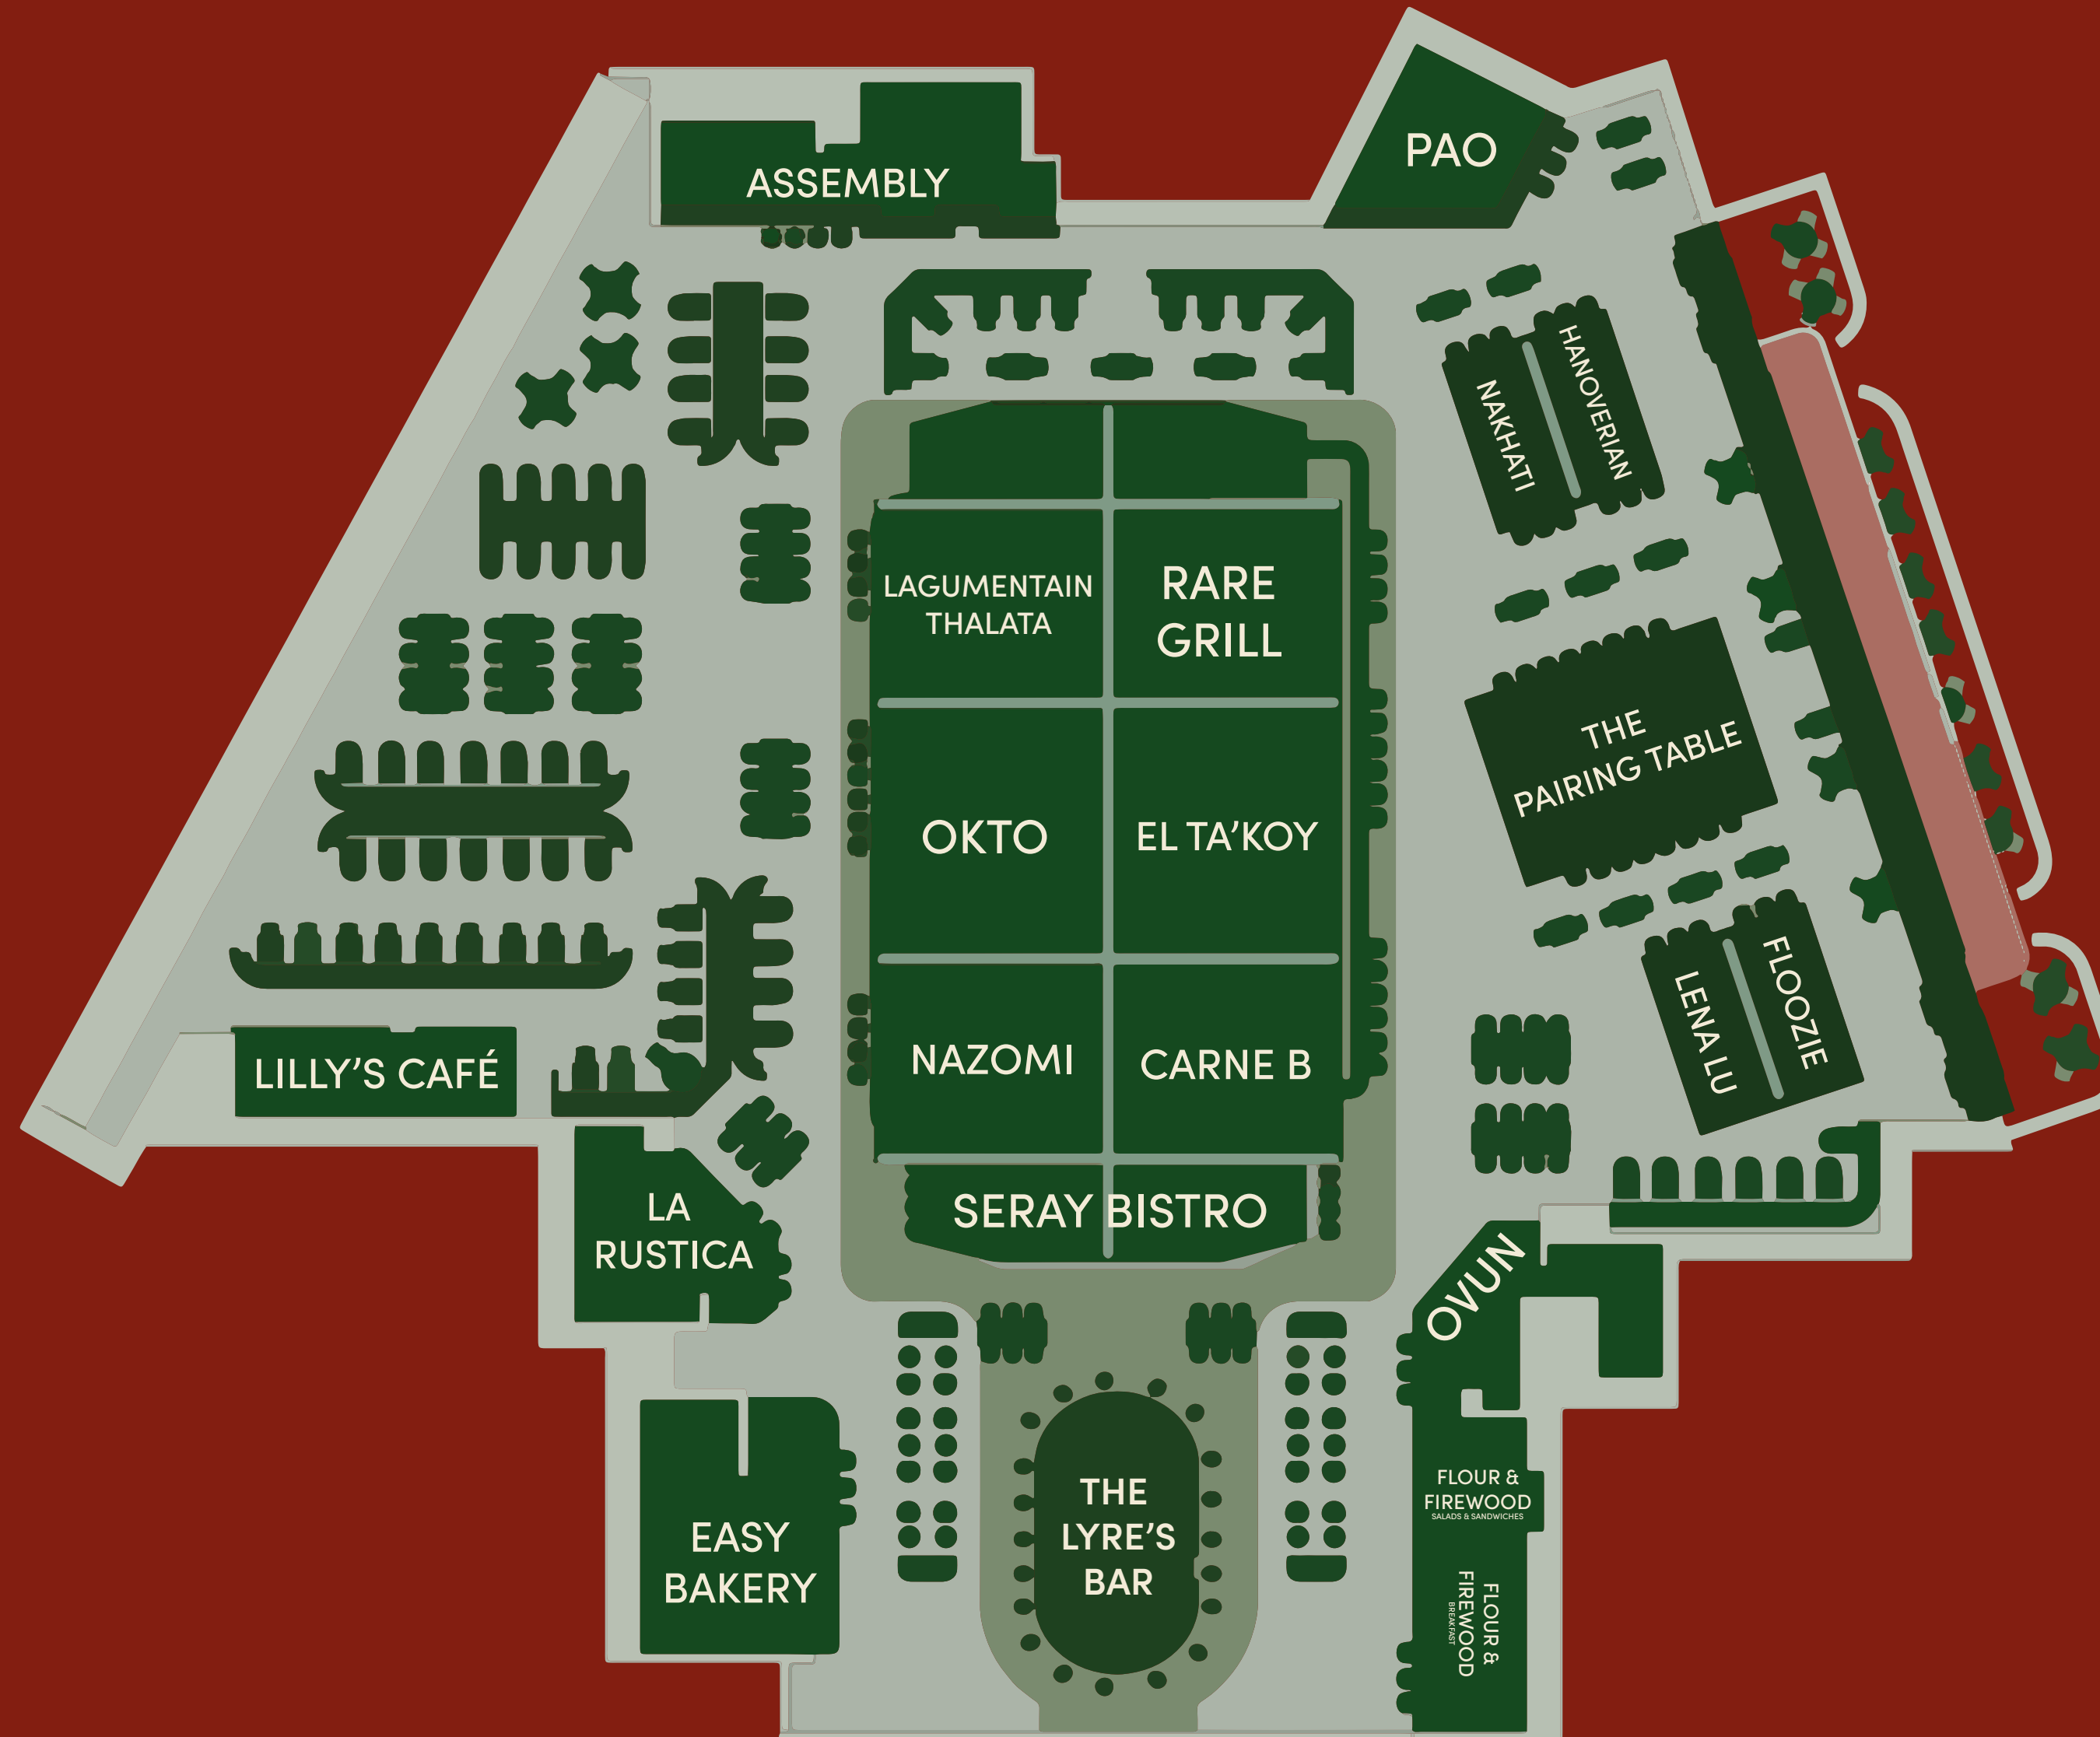 PAO
ASSEMBLY
HANOVERIAN
NAKHATI
LAGUMENTAIN
THALATA
RARE
GRILL
THE
PAIRING TABLE
OKTO
EL TA’KOY
FLOOZIE
LENA LU
LILLY’S CAFÉ
NAZOMI
CARNE B
LA
RUSTICA
SERAY BISTRO
OVUN
EASY
BAKERY
THE
LYRE’S
BAR
FLOUR &
FIREWOOD
SALADS & SANDWICHES
FLOUR &
FIREWOOD
BREAKFAST